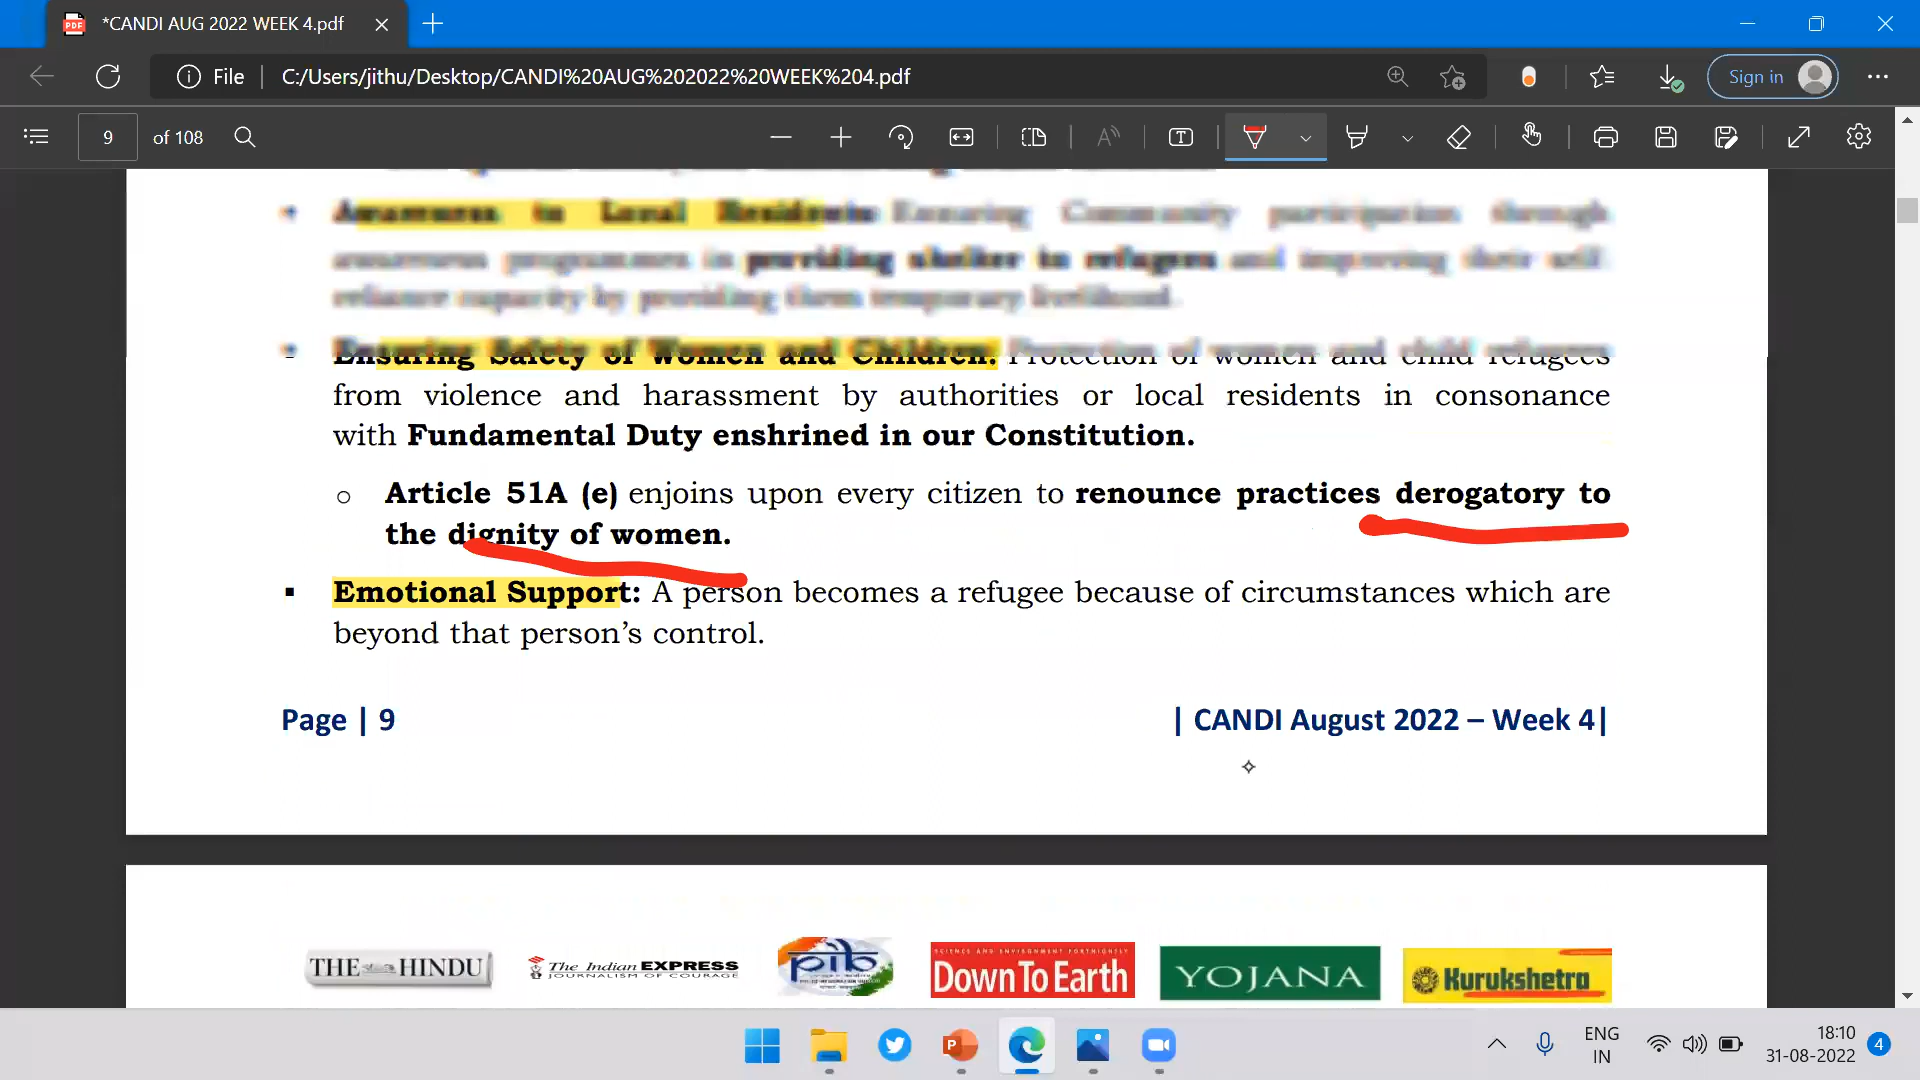 *CANDI AUG 2022 WEEK 4.pdf
File C:/Users/jithu/Desktop/CANDI%20AUG%202022%20WEEK%204.pdf Sign in
9 of 108
Awareness to Local Residents Ensuring Community participation through
awareness programmes in providing shelter to refugees and improving their self-
reliance capacity by providing them temporary livelihood.
Ensuring Safety of Women and Children: Protection of women and child refugees
from violence and harassment by authorities or local residents in consonance
with Fundamental Duty enshrined in our Constitution.
Article 51A (e) enjoins upon every citizen to renounce practices derogatory to
the dignity of women.
Emotional Support: A person becomes a refugee because of circumstances which are
beyond that person's control.
Page | 9 | CANDI August 2022 – Week 4|
THE HINDU The Indian EXPRESS pib Down To Earth YOJANA Kurukshetra
JOURNALISM OF COURAGE
SCIENCE AND ENVIRONMENT FORTNIGHTLY
ENG
IN
18:10
31-08-2022
4